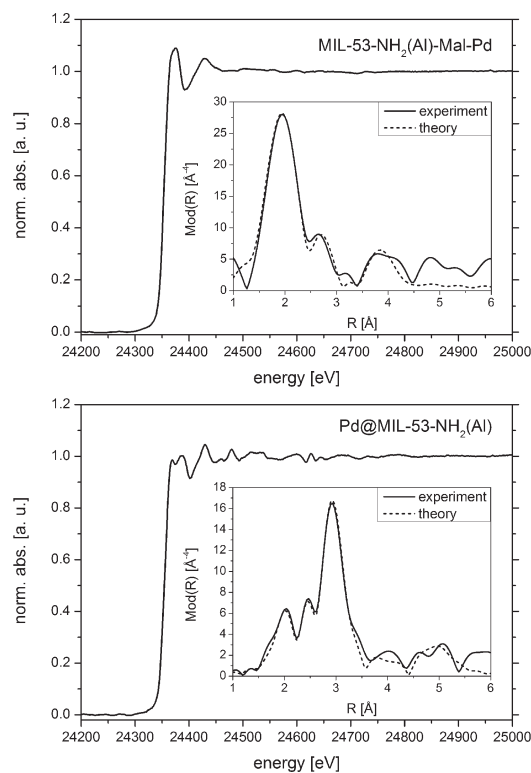 1.2
MIL-53-NH2(Al)-Mal-Pd
1.0
0.8
0.6
0.4
0.2
0.0
norm. abs. [a. u.]
30
25
20
15
10
5
0
Mod(R) [Å-4]
experiment
theory
1 2 3 4 5 6
R [Å]
24200 24300 24400 24500 24600 24700 24800 24900 25000
energy [eV]
1.2
Pd@MIL-53-NH2(Al)
1.0
0.8
0.6
0.4
0.2
0.0
norm. abs. [a. u.]
18
16
14
12
10
8
6
4
2
0
Mod(R) [Å-4]
experiment
theory
1 2 3 4 5 6
R [Å]
24200 24300 24400 24500 24600 24700 24800 24900 25000
energy [eV]